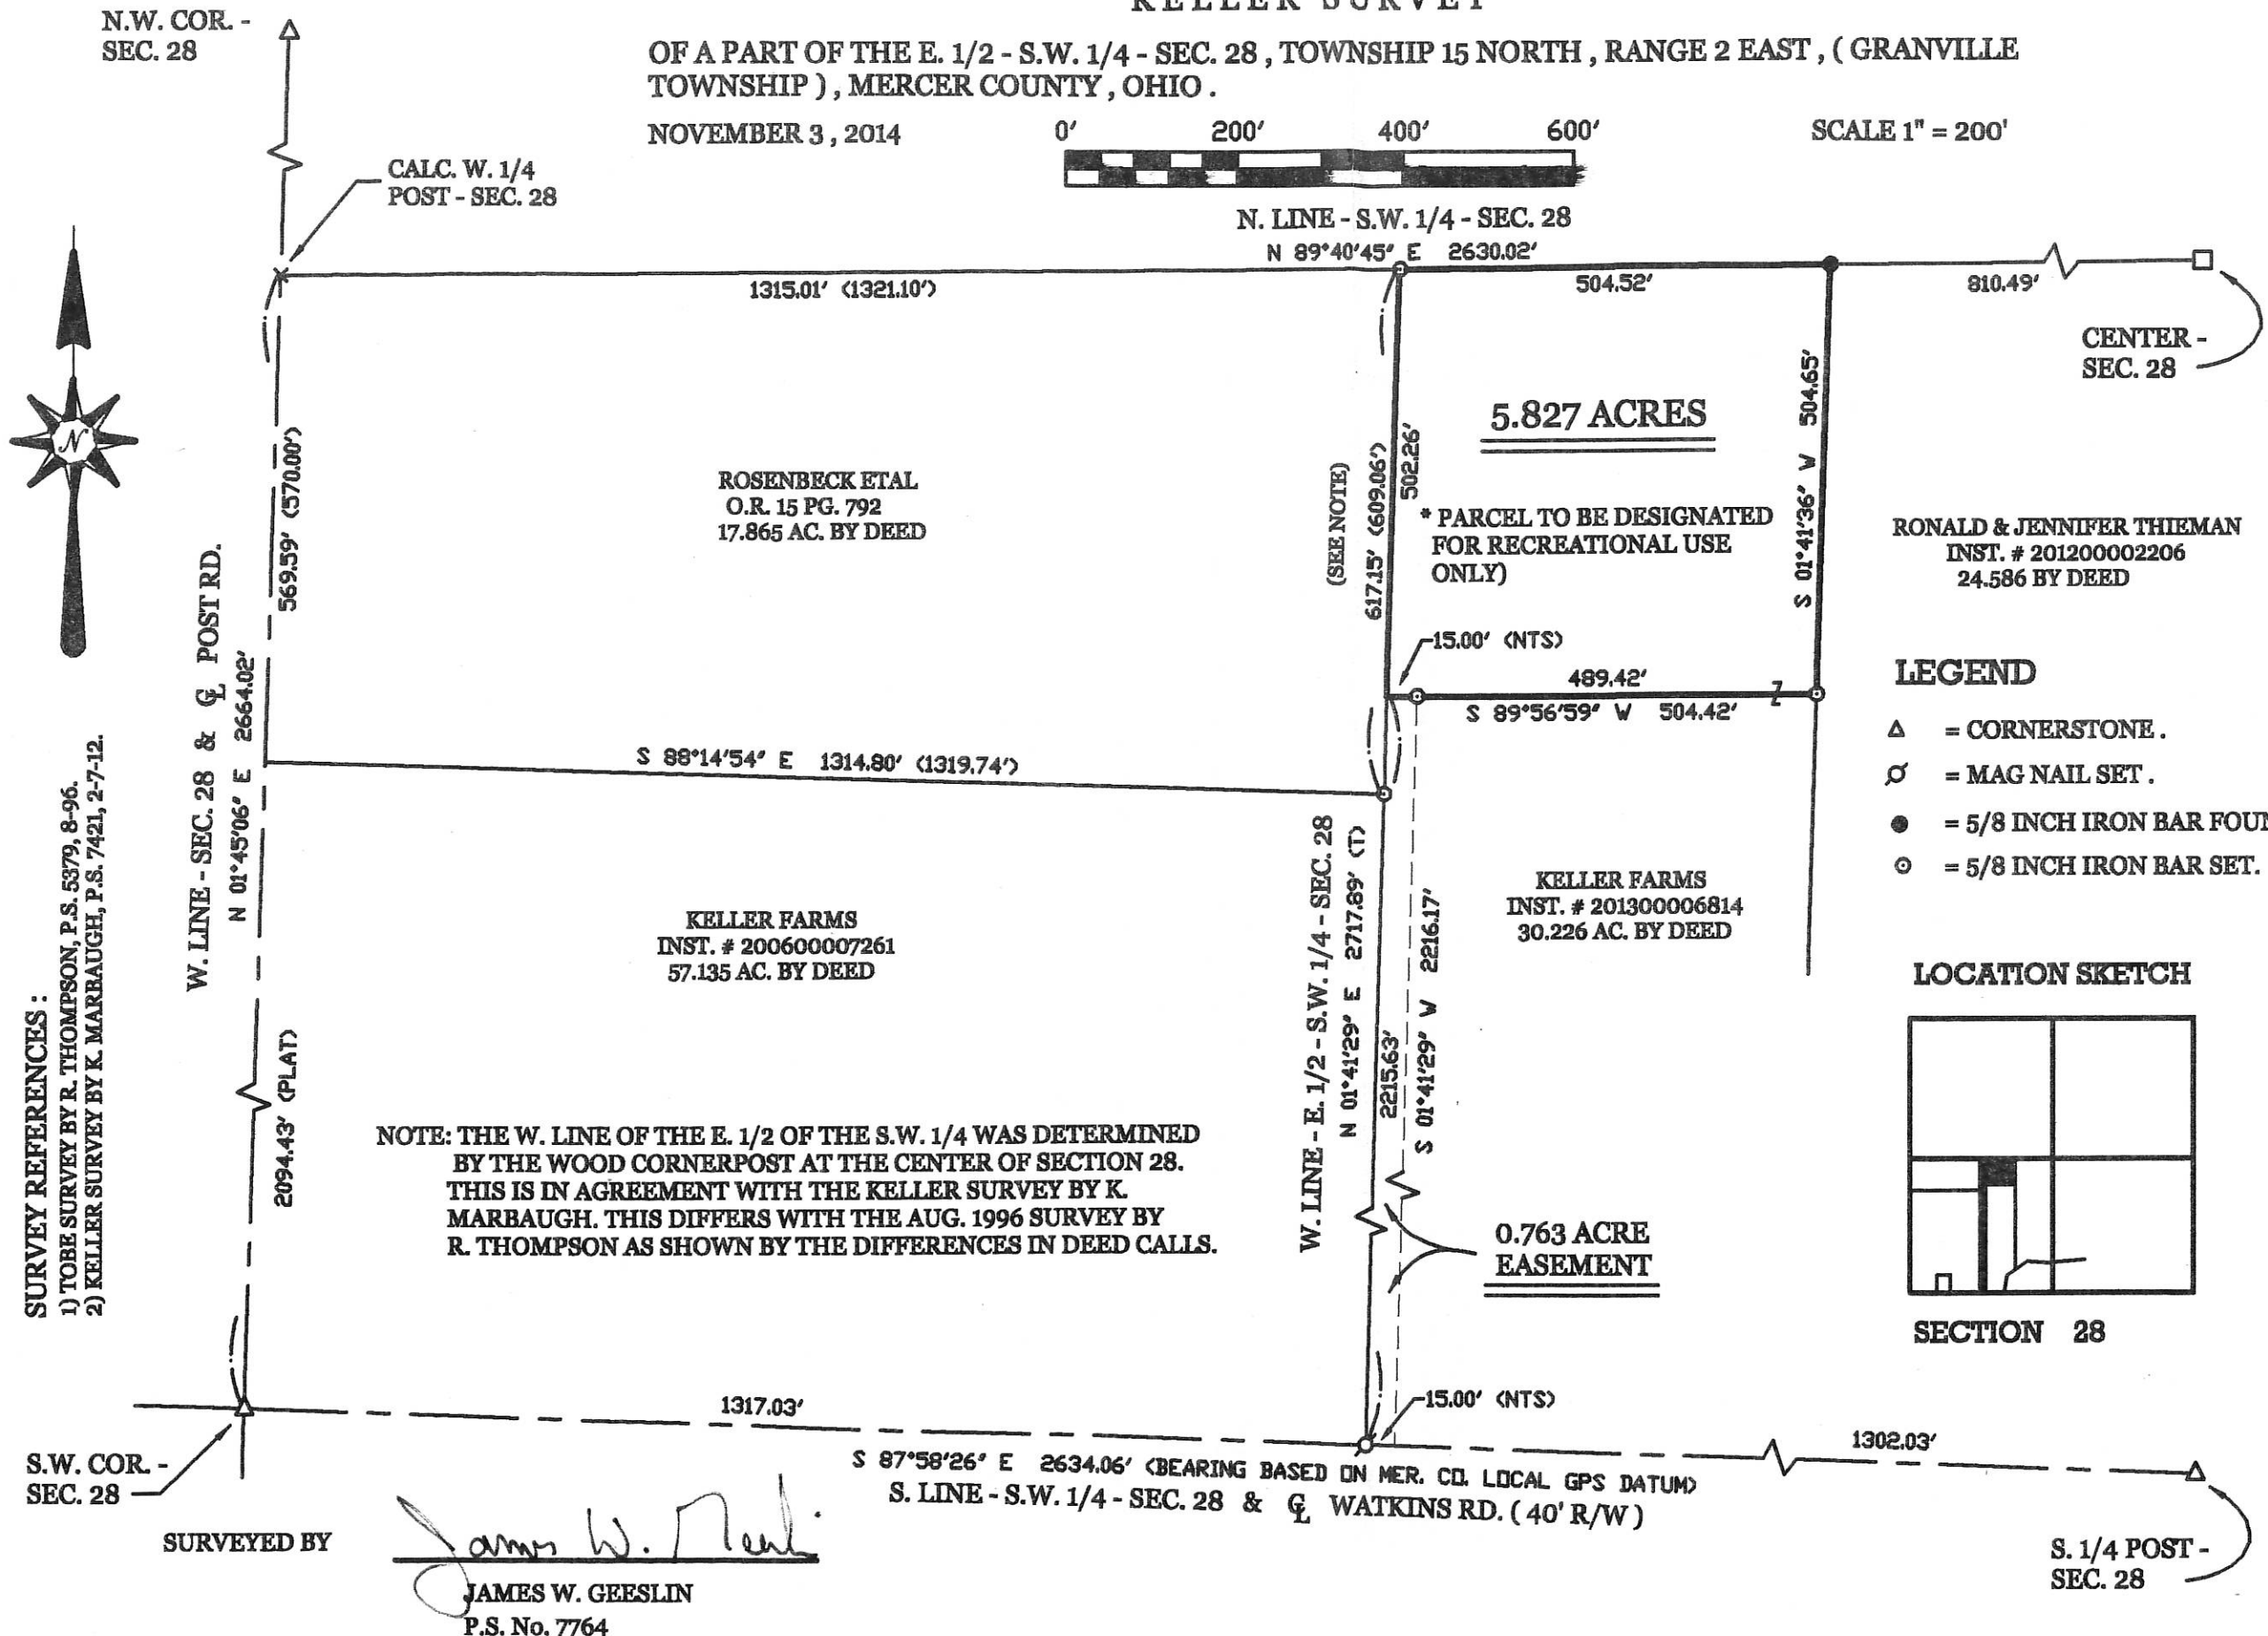 KELLER SURVEY
OF A PART OF THE E. 1/2 - S.W. 1/4 - SEC. 28 , TOWNSHIP 15 NORTH , RANGE 2 EAST , ( GRANVILLE
TOWNSHIP ) , MERCER COUNTY , OHIO .
NOVEMBER 3 , 2014
0' 200' 400' 600'
SCALE 1" = 200'
N.W. COR. -
SEC. 28
CALC. W. 1/4
POST - SEC. 28
N. LINE - S.W. 1/4 - SEC. 28
N 89°40'45" E 2630.02'
1315.01' (1321.10')
504.52'
810.49'
CENTER -
SEC. 28
N
569.59' (570.00')
ROSENBECK ETAL
O.R. 15 PG. 792
17.865 AC. BY DEED
(SEE NOTE)
617.15' (609.06')
502.26'
5.827 ACRES
* PARCEL TO BE DESIGNATED
FOR RECREATIONAL USE
ONLY)
S 01°41'36" W 504.65'
RONALD & JENNIFER THIEMAN
INST. # 201200002206
24.586 BY DEED
15.00' (NTS)
489.42'
S 89°56'59" W 504.42'
LEGEND
= CORNERSTONE .
= MAG NAIL SET .
= 5/8 INCH IRON BAR FOUN
= 5/8 INCH IRON BAR SET.
W. LINE - SEC. 28 & ℄ POST RD.
N 01°45'06" E 2664.02'
S 88°14'54" E 1314.80' (1319.74')
SURVEY REFERENCES :
1) TOBE SURVEY BY R. THOMPSON, P.S. 5379, 8-96.
2) KELLER SURVEY BY K. MARBAUGH, P.S. 7421, 2-7-12.
KELLER FARMS
INST. # 200600007261
57.135 AC. BY DEED
W. LINE - E. 1/2 - S.W. 1/4 - SEC. 28
N 01°41'29" E 2717.89' (T)
2215.63'
S 01°41'29" W 2216.17'
KELLER FARMS
INST. # 201300006814
30.226 AC. BY DEED
LOCATION SKETCH
SECTION 28
2094.43' (PLAT)
NOTE: THE W. LINE OF THE E. 1/2 OF THE S.W. 1/4 WAS DETERMINED
BY THE WOOD CORNERPOST AT THE CENTER OF SECTION 28.
THIS IS IN AGREEMENT WITH THE KELLER SURVEY BY K.
MARBAUGH. THIS DIFFERS WITH THE AUG. 1996 SURVEY BY
R. THOMPSON AS SHOWN BY THE DIFFERENCES IN DEED CALLS.
0.763 ACRE
EASEMENT
1317.03'
15.00' (NTS)
1302.03'
S 87°58'26" E 2634.06' (BEARING BASED ON MER. CO. LOCAL GPS DATUM)
S. LINE - S.W. 1/4 - SEC. 28 & ℄ WATKINS RD. ( 40' R/W )
S.W. COR. -
SEC. 28
S. 1/4 POST -
SEC. 28
SURVEYED BY
James W.
JAMES W. GEESLIN
P.S. No. 7764